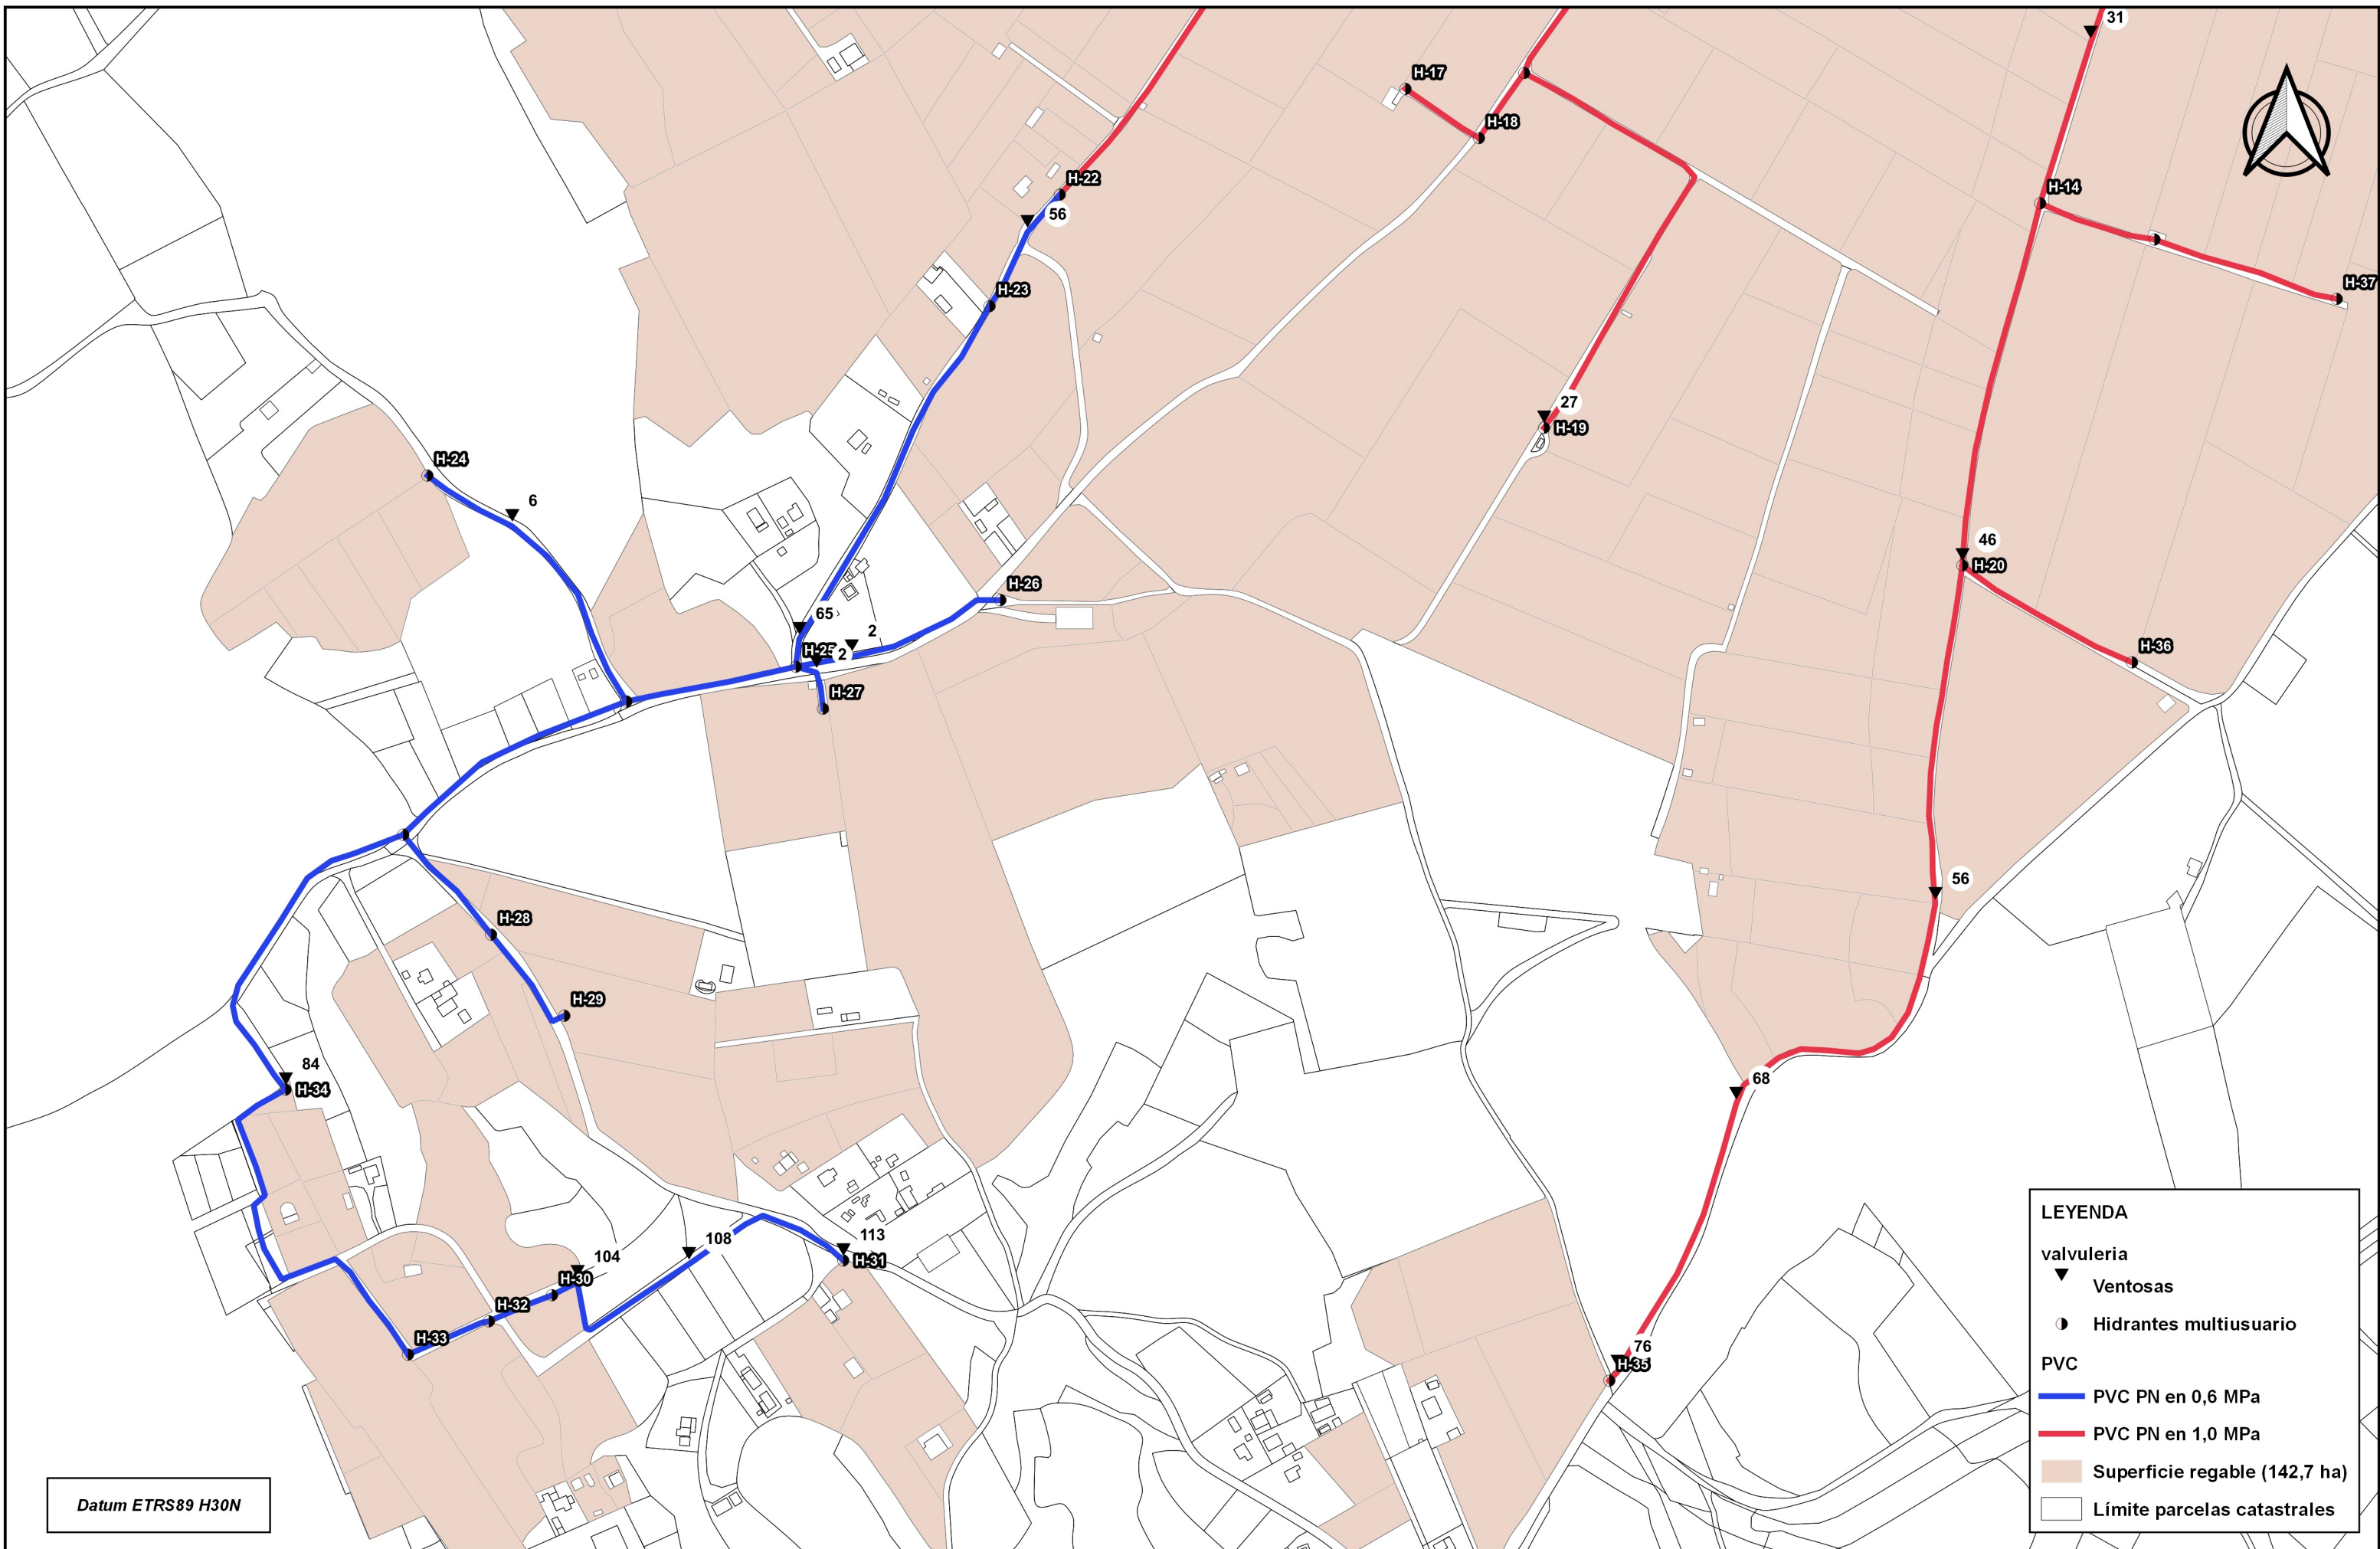 31
H-17
H-18
H-22
H-14
56
H-37
H-23
27
H-19
H-24
6
46
H-20
H-26
65
2
H-25
2
H-36
H-27
56
H-28
H-29
84
68
H-34
113
108
104
H-31
H-30
H-32
H-33
76
H-35
LEYENDA
valvuleria
Ventosas
Hidrantes multiusuario
PVC
PVC PN en 0,6 MPa
PVC PN en 1,0 MPa
Superficie regable (142,7 ha)
Límite parcelas catastrales
Datum ETRS89 H30N